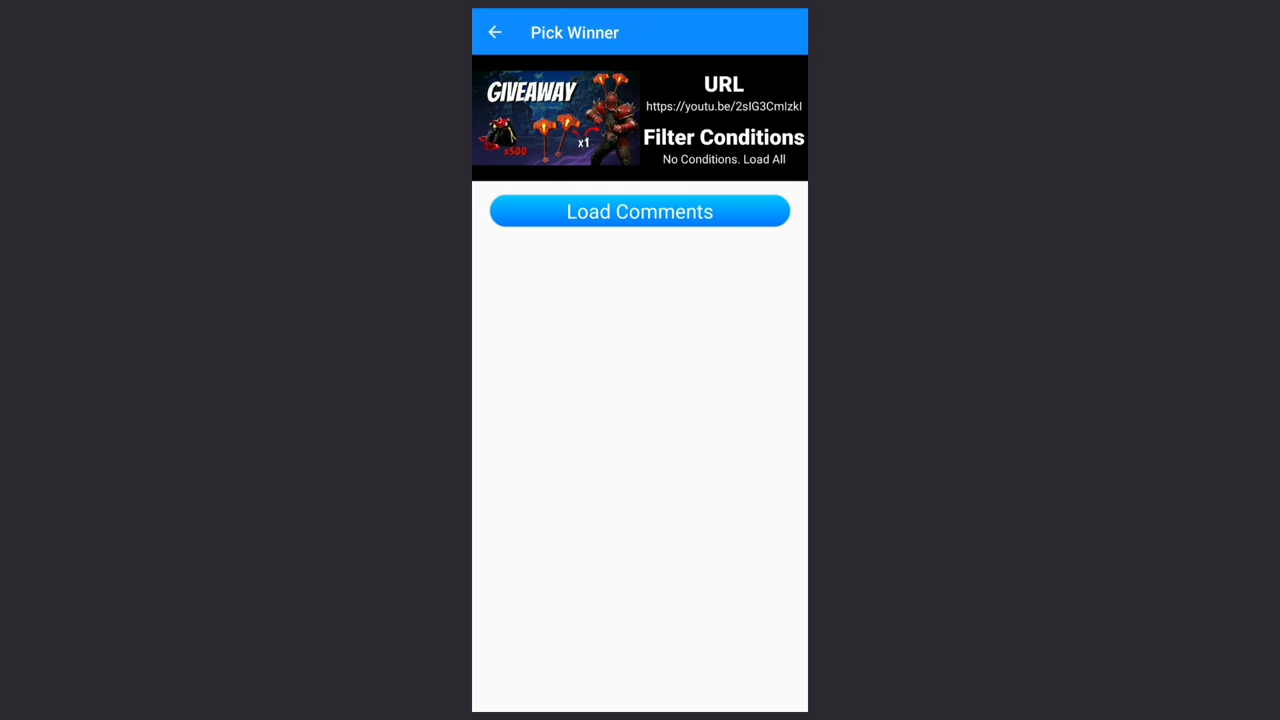 Pick Winner
GIVEAWAY
x500
x1
URL
https://youtu.be/2sIG3CmIzkI
Filter Conditions
No Conditions. Load All
Load Comments